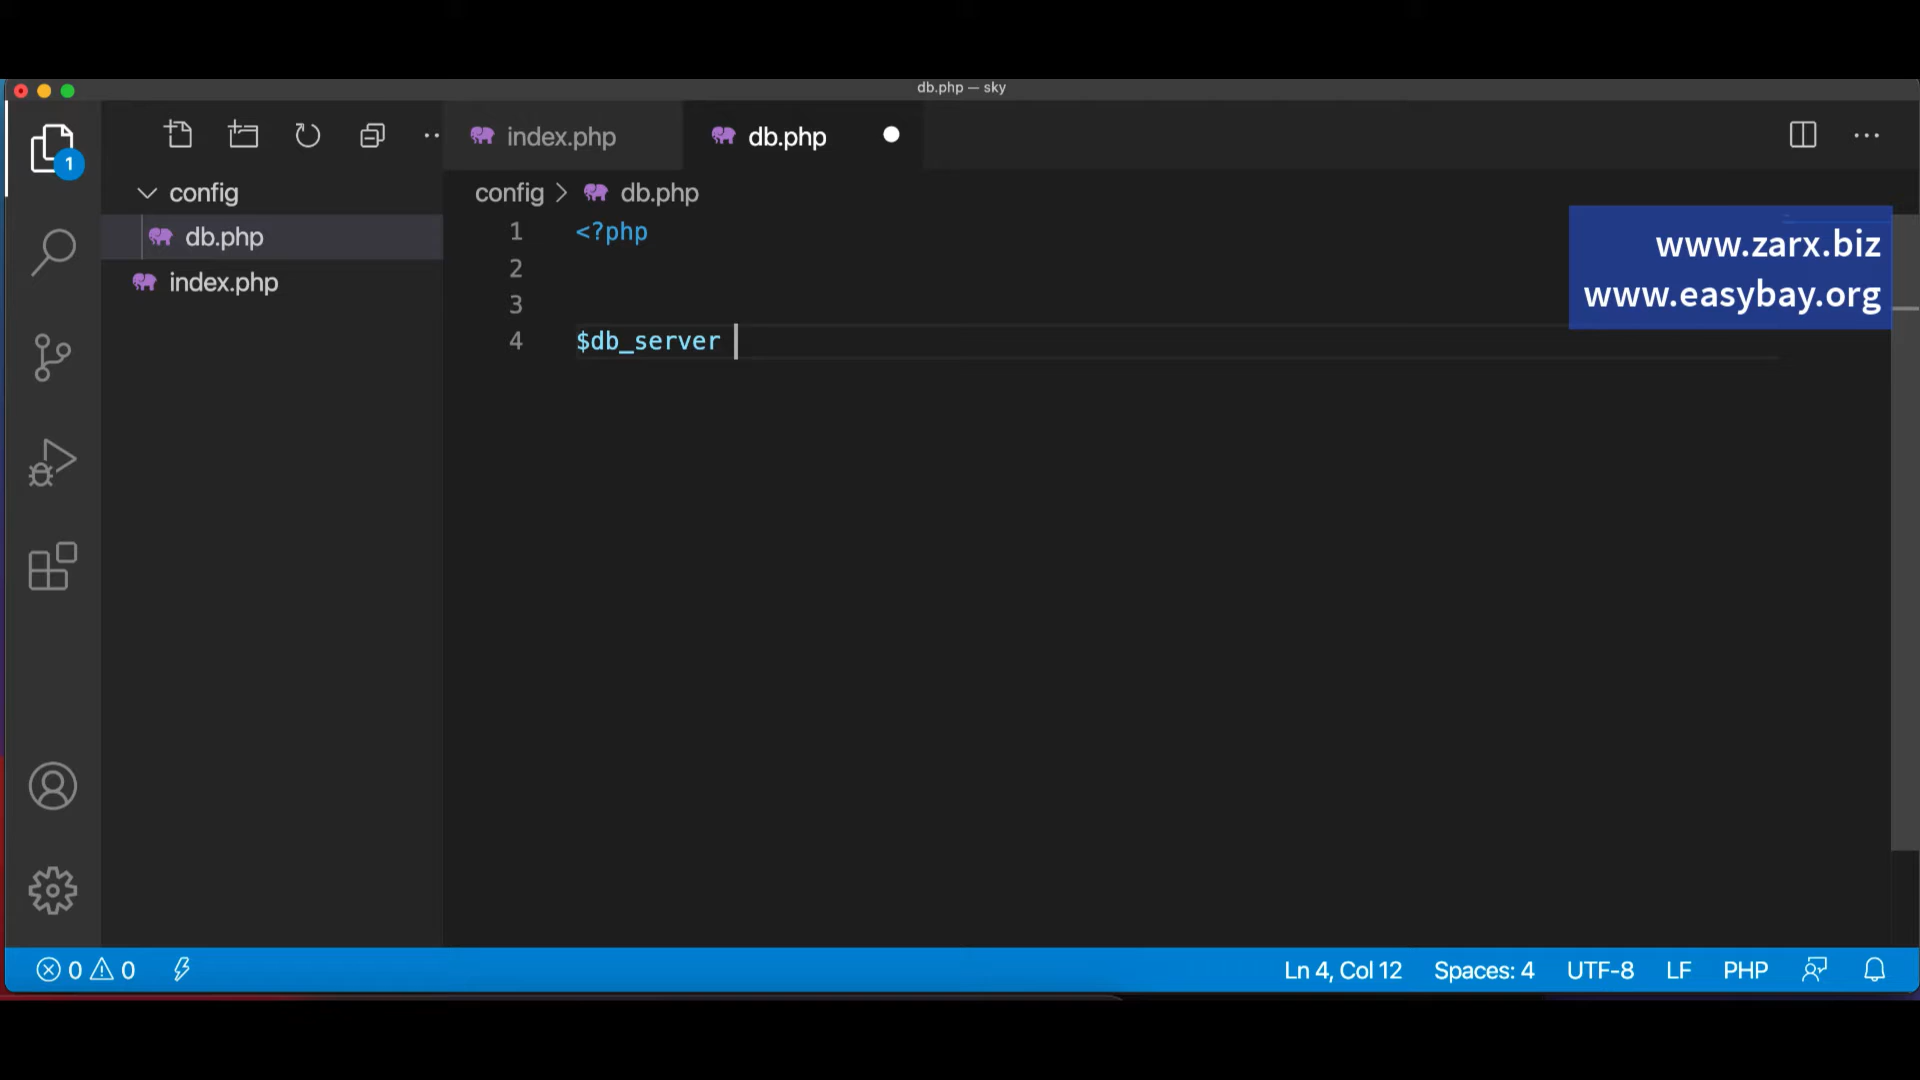 db.php — sky
index.php
db.php
1
config
config > db.php
db.php
index.php
1 <?php
2
3
4 $db_server
www.zarx.biz
www.easybay.org
0 0
Ln 4, Col 12
Spaces: 4
UTF-8
LF
PHP